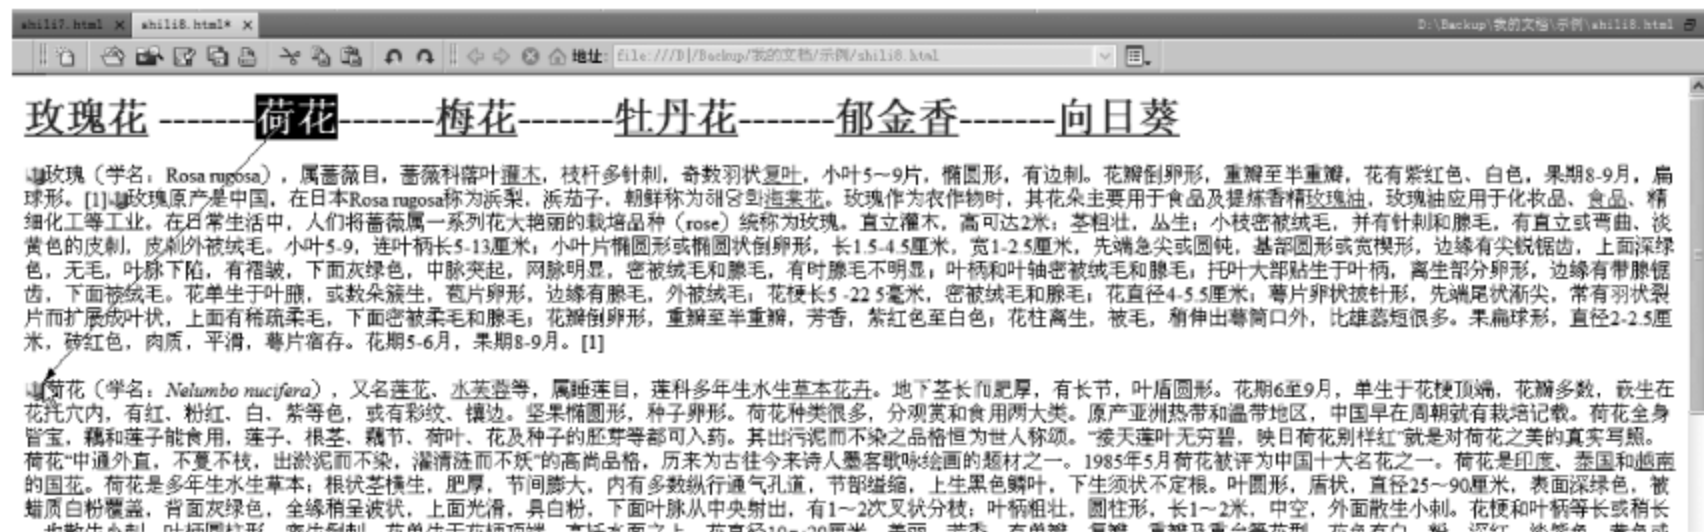 shili7.html × shili8.html* × D:\Backup\我的文档\示例\shili8.html
地址: file:///D|/Backup/我的文档/示例/shili8.html
玫瑰花 -------荷花-------梅花-------牡丹花-------郁金香-------向日葵
玫瑰（学名：Rosa rugosa），属蔷薇目，蔷薇科落叶灌木，枝杆多针刺，奇数羽状复叶，小叶5~9片，椭圆形，有边刺。花瓣倒卵形，重瓣至半重瓣，花有紫红色、白色，果期8-9月，扁
球形。[1]玫瑰原产是中国，在日本Rosa rugosa称为浜梨，浜茄子，朝鲜称为해당화海棠花。玫瑰作为农作物时，其花朵主要用于食品及提炼香精玫瑰油，玫瑰油应用于化妆品、食品、精
细化工等工业。在日常生活中，人们将蔷薇属一系列花大艳丽的栽培品种（rose）统称为玫瑰。直立灌木，高可达2米；茎粗壮，丛生；小枝密被绒毛，并有针刺和腺毛，有直立或弯曲、淡
黄色的皮刺，皮刺外被绒毛。小叶5-9，连叶柄长5-13厘米；小叶片椭圆形或椭圆状倒卵形，长1.5-4.5厘米，宽1-2.5厘米，先端急尖或圆钝，基部圆形或宽楔形，边缘有尖锐锯齿，上面深绿
色，无毛，叶脉下陷，有褶皱，下面灰绿色，中脉突起，网脉明显，密被绒毛和腺毛，有时腺毛不明显；叶柄和叶轴密被绒毛和腺毛；托叶大部贴生于叶柄，离生部分卵形，边缘有带腺锯
齿，下面被绒毛。花单生于叶腋，或数朵簇生，苞片卵形，边缘有腺毛，外被绒毛；花梗长5 -22 5毫米，密被绒毛和腺毛；花直径4-5.5厘米；萼片卵状披针形，先端尾状渐尖，常有羽状裂
片而扩展成叶状，上面有稀疏柔毛，下面密被柔毛和腺毛；花瓣倒卵形，重瓣至半重瓣，芳香，紫红色至白色；花柱离生，被毛，稍伸出萼筒口外，比雄蕊短很多。果扁球形，直径2-2.5厘
米，砖红色，肉质，平滑，萼片宿存。花期5-6月，果期8-9月。[1]
荷花（学名：Nelumbo nucifera），又名莲花、水芙蓉等，属睡莲目，莲科多年生水生草本花卉。地下茎长而肥厚，有长节，叶盾圆形。花期6至9月，单生于花梗顶端，花瓣多数，嵌生在
花托穴内，有红、粉红、白、紫等色，或有彩纹、镶边。坚果椭圆形，种子卵形。荷花种类很多，分观赏和食用两大类。原产亚洲热带和温带地区，中国早在周朝就有栽培记载。荷花全身
皆宝，藕和莲子能食用，莲子、根茎、藕节、荷叶、花及种子的胚芽等都可入药。其出污泥而不染之品格恒为世人称颂。“接天莲叶无穷碧，映日荷花别样红”就是对荷花之美的真实写照。
荷花“中通外直，不蔓不枝，出淤泥而不染，濯清涟而不妖”的高尚品格，历来为古往今来诗人墨客歌咏绘画的题材之一。1985年5月荷花被评为中国十大名花之一。荷花是印度、泰国和越南
的国花。荷花是多年生水生草本；根状茎横生，肥厚，节间膨大，内有多数纵行通气孔道，节部缢缩，上生黑色鳞叶，下生须状不定根。叶圆形，盾状，直径25~90厘米，表面深绿色，被
蜡质白粉覆盖，背面灰绿色，全缘稍呈波状，上面光滑，具白粉，下面叶脉从中央射出，有1~2次叉状分枝；叶柄粗壮，圆柱形，长1~2米，中空，外面散生小刺。花梗和叶柄等长或稍长